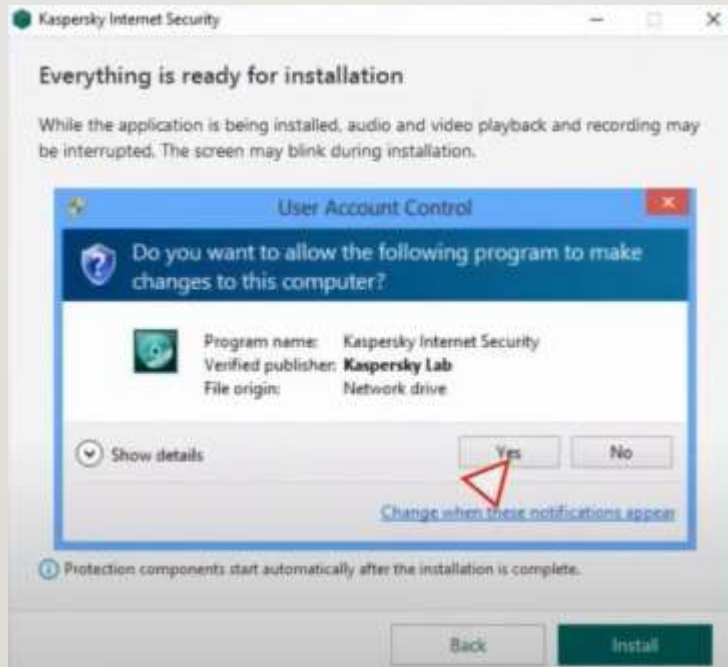 Kaspersky Internet Security
Everything is ready for installation
While the application is being installed, audio and video playback and recording may
be interrupted. The screen may blink during installation.
User Account Control
Do you want to allow the following program to make
changes to this computer?
Program name: Kaspersky Internet Security
Verified publisher: Kaspersky Lab
File origin: Network drive
Show details
Yes
No
Change when these notifications appear
Protection components start automatically after the installation is complete.
Back
Install